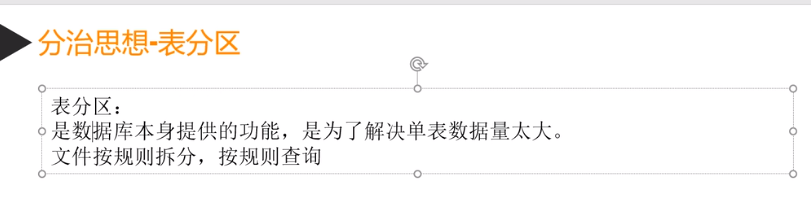 分治思想-表分区
表分区：
是数据库本身提供的功能，是为了解决单表数据量太大。
文件按规则拆分，按规则查询